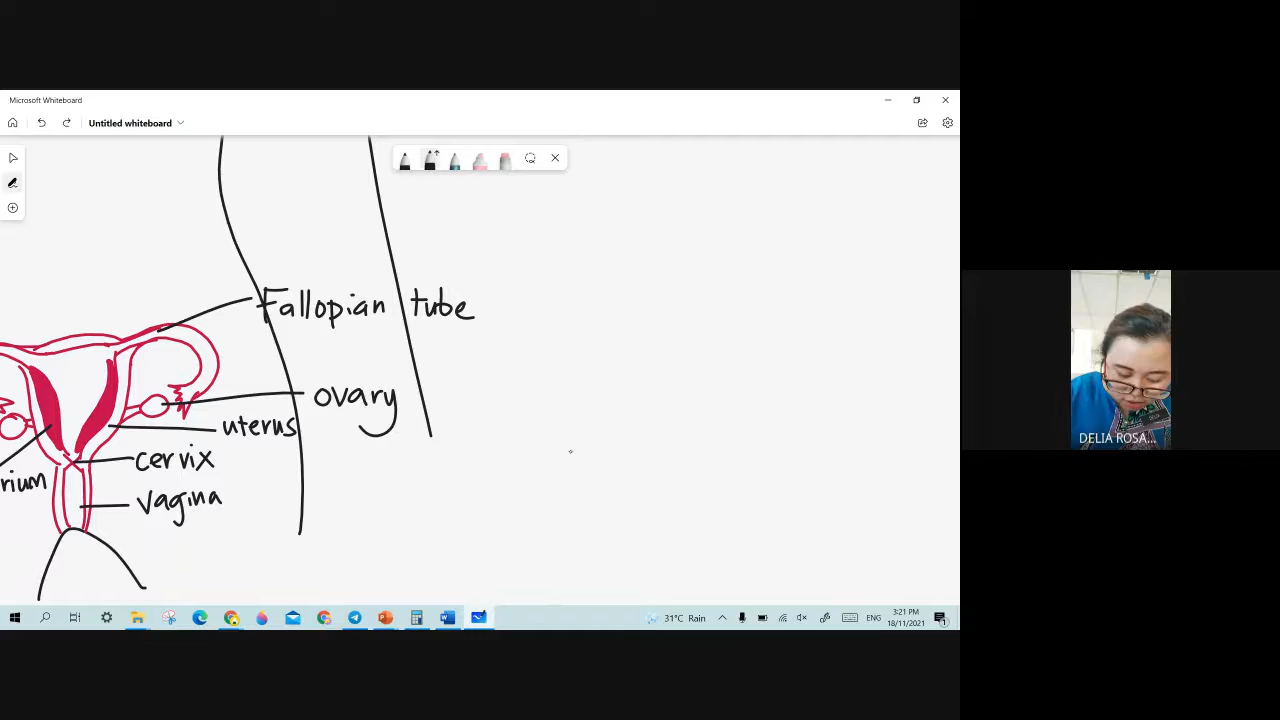 Microsoft Whiteboard
Untitled whiteboard
Fallopian tube
ovary
uterus
cervix
rium
vagina
DELIA ROSA...
31°C Rain
ENG
3:21 PM
18/11/2021
1